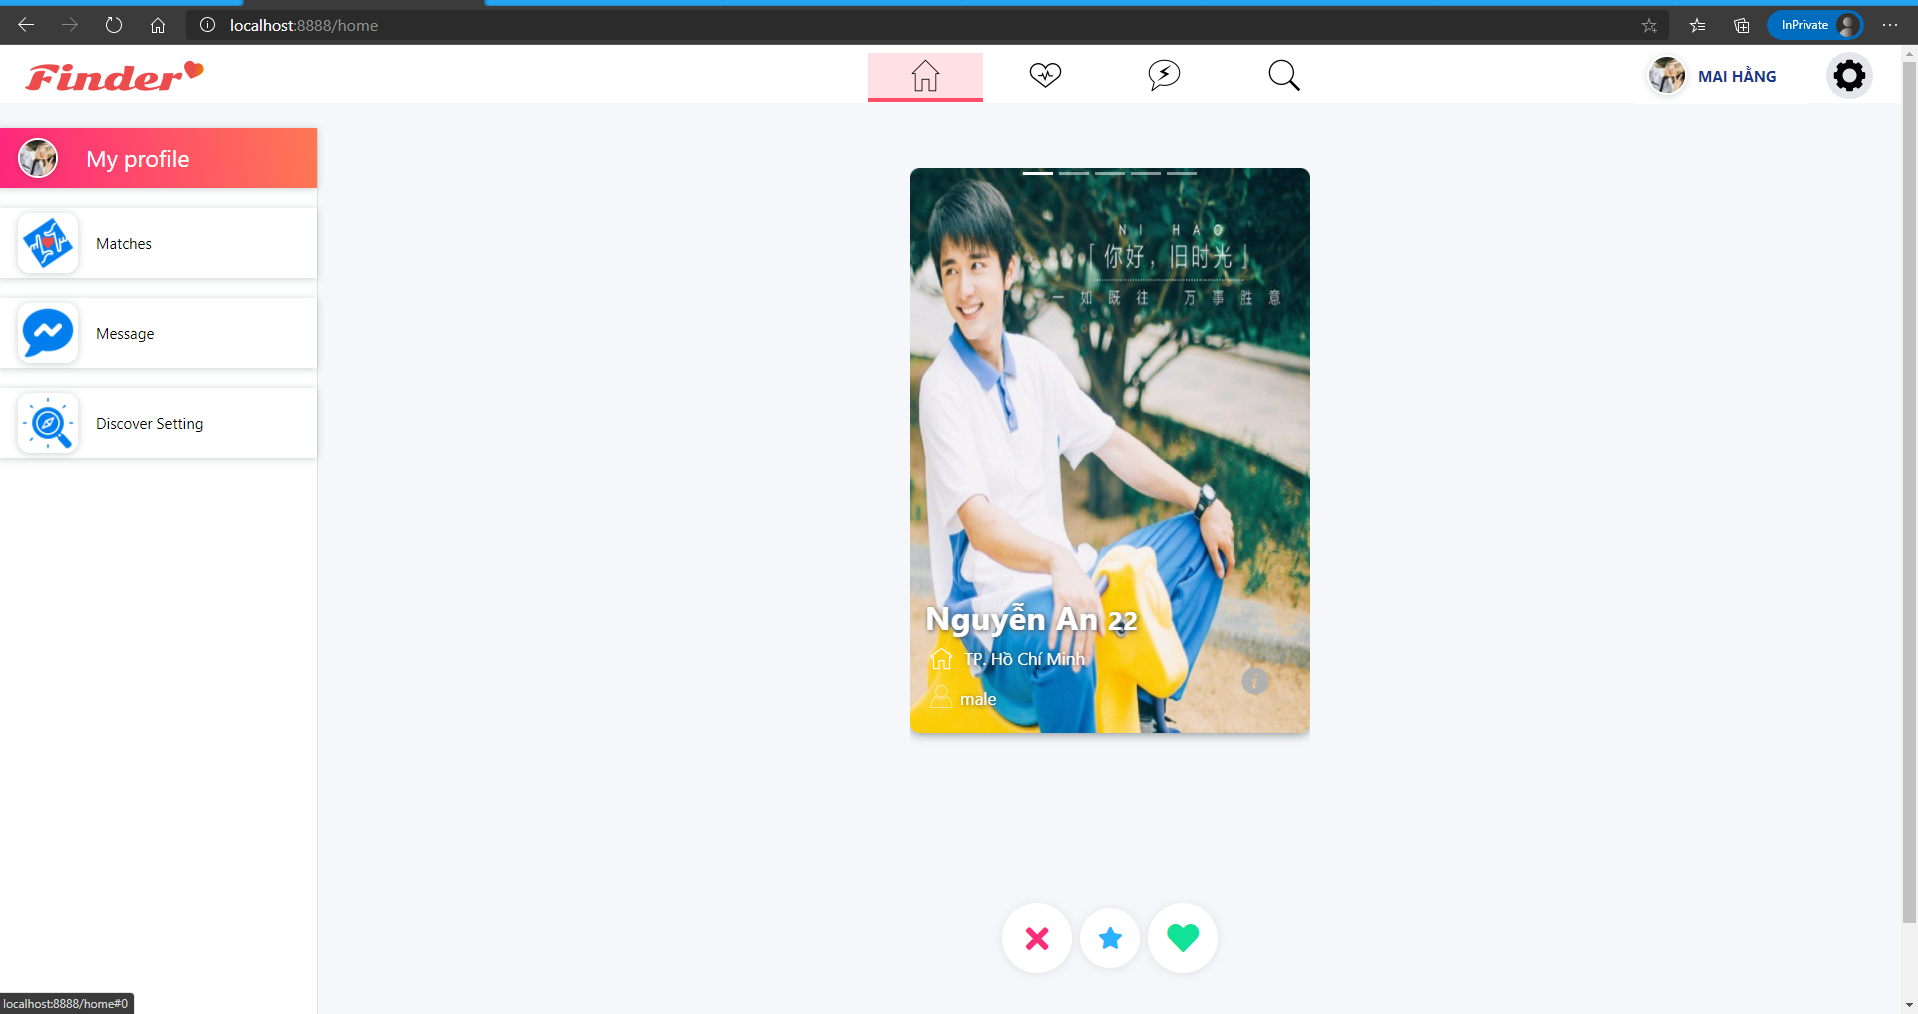 localhost:8888/home
InPrivate
Finder
MAI HẰNG
My profile
Matches
Message
Discover Setting
NI HAO
「你好，旧时光」
一如既往 万事胜意
Nguyễn An 22
TP. Hồ Chí Minh
male
i
localhost:8888/home#0